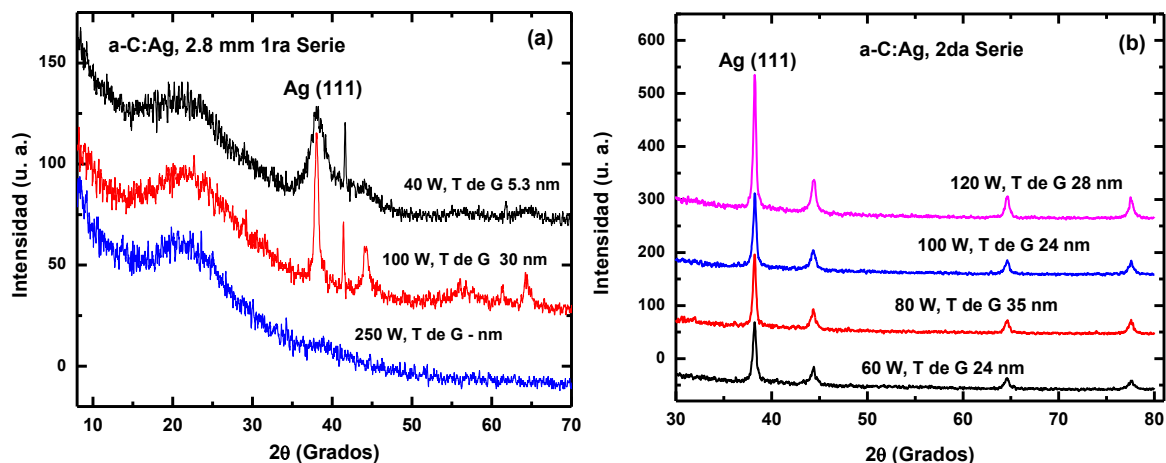 a-C:Ag, 2.8 mm 1ra Serie
(a)
Ag (111)
40 W, T de G 5.3 nm
100 W, T de G 30 nm
250 W, T de G - nm
Intensidad (u. a.)
150
100
50
0
10
20
30
40
50
60
70
2θ (Grados)
a-C:Ag, 2da Serie
(b)
Ag (111)
120 W, T de G 28 nm
100 W, T de G 24 nm
80 W, T de G 35 nm
60 W, T de G 24 nm
Intensidad (u. a.)
600
500
400
300
200
100
0
30
40
50
60
70
80
2θ (Grados)